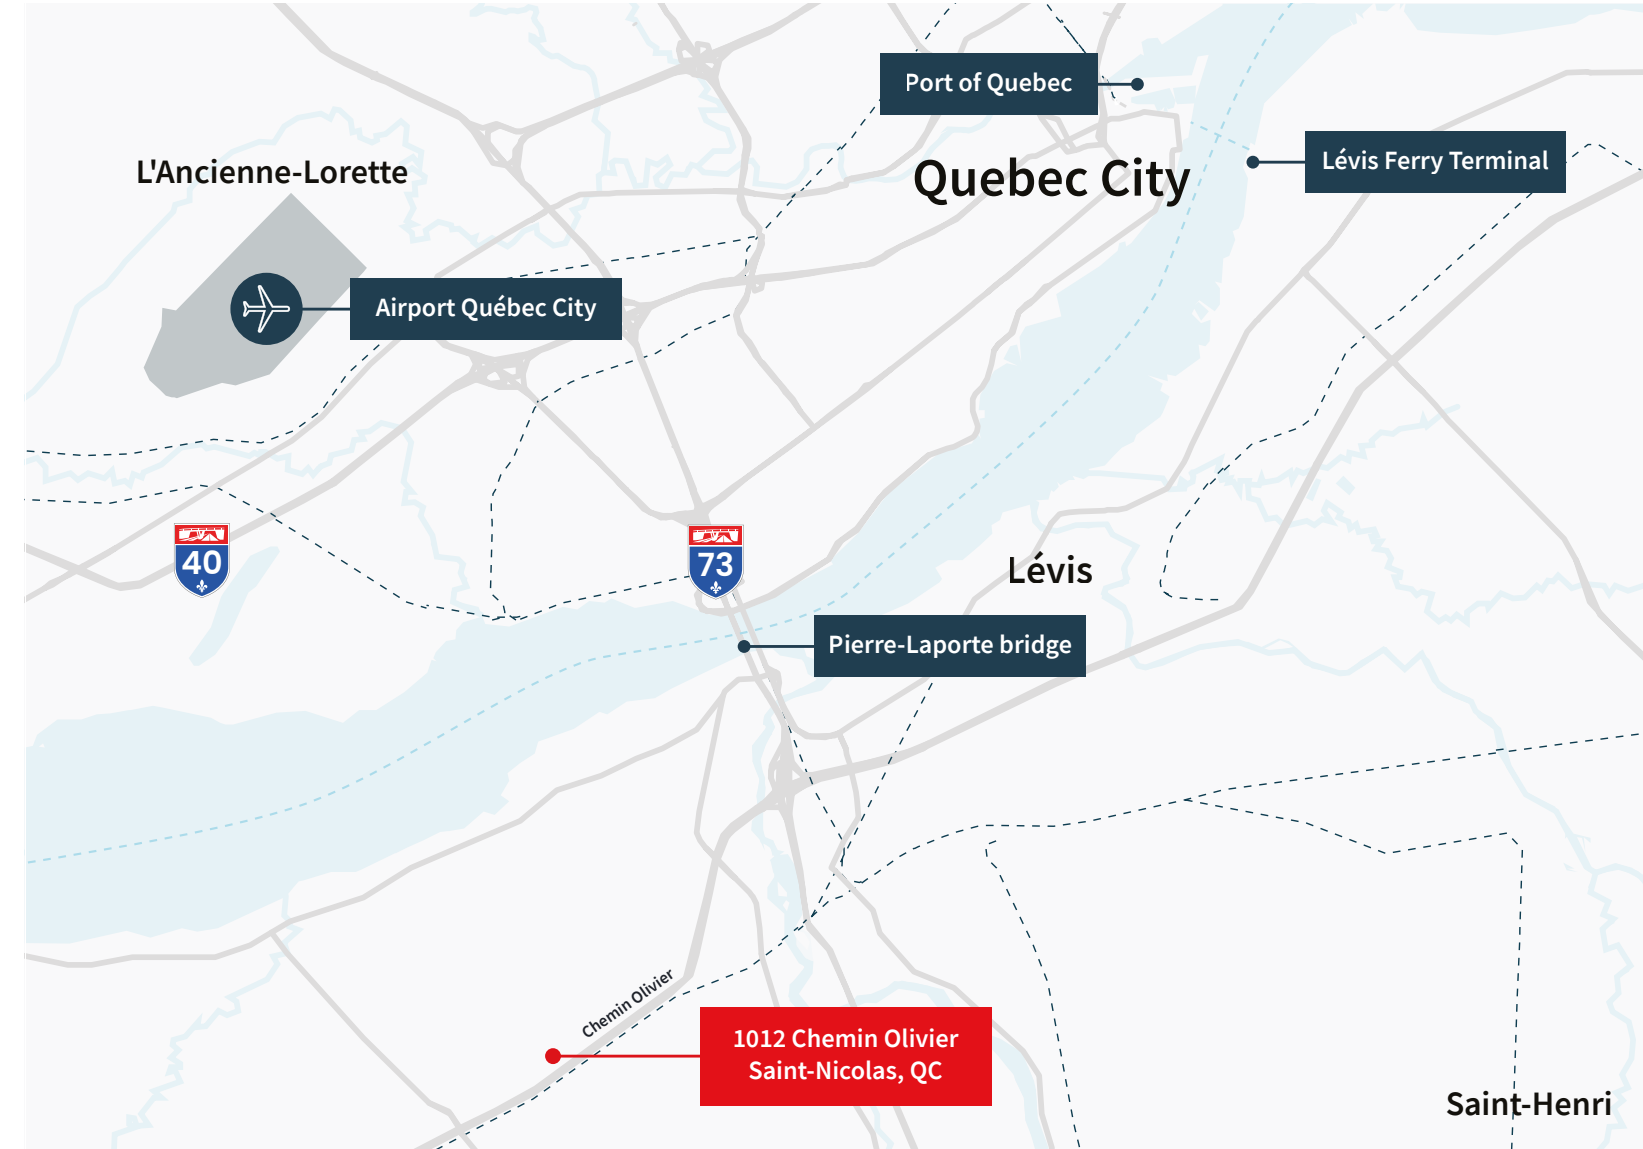 Port of Quebec
Lévis Ferry Terminal
L'Ancienne-Lorette
Quebec City
Airport Québec City
40
73
Lévis
Pierre-Laporte bridge
Chemin Olivier
1012 Chemin Olivier
Saint-Nicolas, QC
Saint-Henri